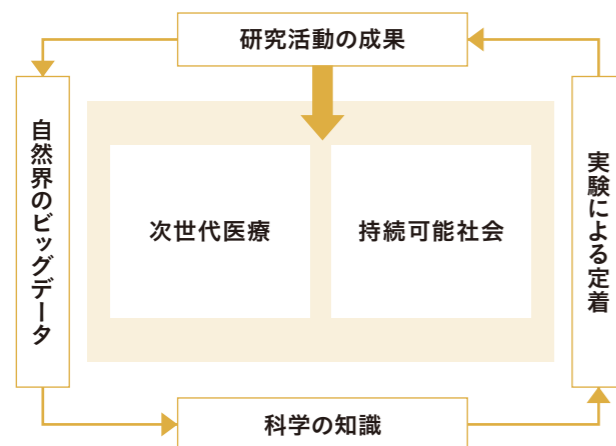 研究活動の成果
自然界のビッグデータ
次世代医療
持続可能社会
実験による定着
科学の知識